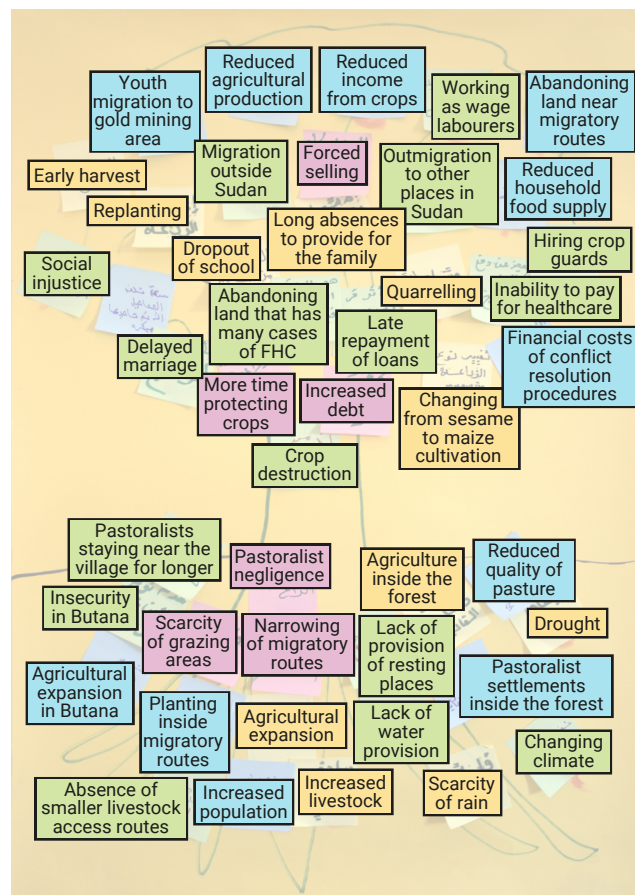 Youth
migration to
gold mining
area
Reduced
agricultural
production
Reduced
income
from crops
Working
as wage
labourers
Abandoning
land near
migratory
routes
Early harvest
Migration
outside
Sudan
Forced
selling
Outmigration
to other
places in
Sudan
Reduced
household
food supply
Replanting
Dropout
of school
Long absences
to provide for
the family
Hiring crop
guards
Social
injustice
Abandoning
land that has
many cases
of FHC
Quarrelling
Inability to pay
for healthcare
Delayed
marriage
Late
repayment
of loans
Financial costs
of conflict
resolution
procedures
More time
protecting
crops
Increased
debt
Changing
from sesame
to maize
cultivation
Crop
destruction
Pastoralists
staying near the
village for longer
Pastoralist
negligence
Agriculture
inside the
forest
Reduced
quality of
pasture
Insecurity
in Butana
Scarcity
of grazing
areas
Narrowing
of migratory
routes
Lack of
provision
of resting
places
Drought
Agricultural
expansion
in Butana
Planting
inside
migratory
routes
Agricultural
expansion
Lack of
water
provision
Pastoralist
settlements
inside the forest
Changing
climate
Absence of
smaller livestock
access routes
Increased
population
Increased
livestock
Scarcity
of rain